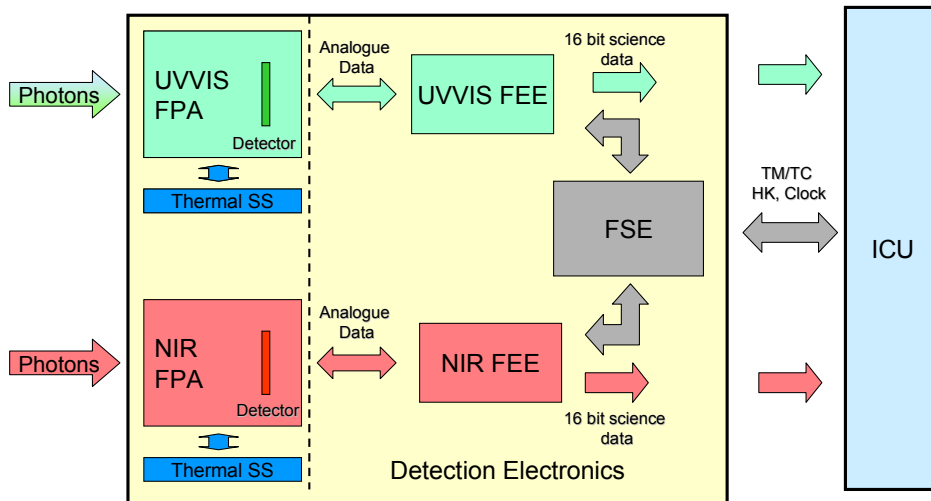 Photons
UVVIS
FPA
Detector
Thermal SS
Analogue
Data
UVVIS FEE
16 bit science
data
FSE
TM/TC
HK, Clock
ICU
Photons
NIR
FPA
Detector
Thermal SS
Analogue
Data
NIR FEE
16 bit science
data
Detection Electronics